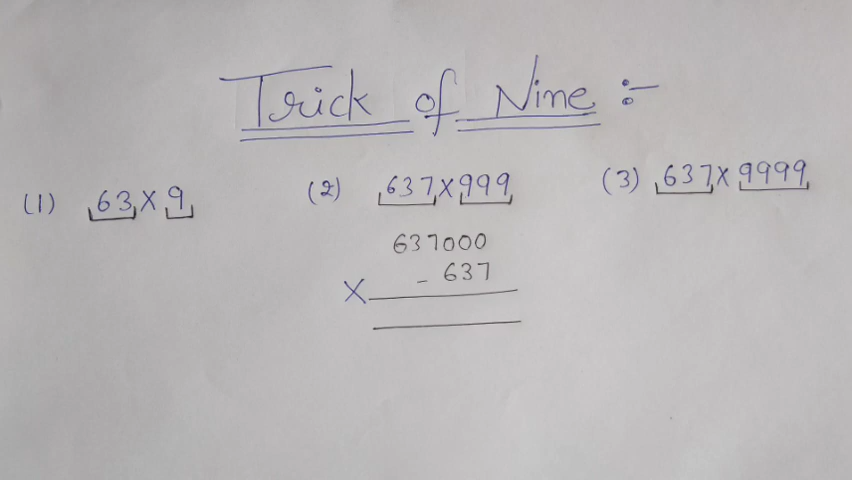 Trick of Nine :-
(1) 63 X 9 (2) 637 X 999 (3) 637 X 9999
637000
X - 637